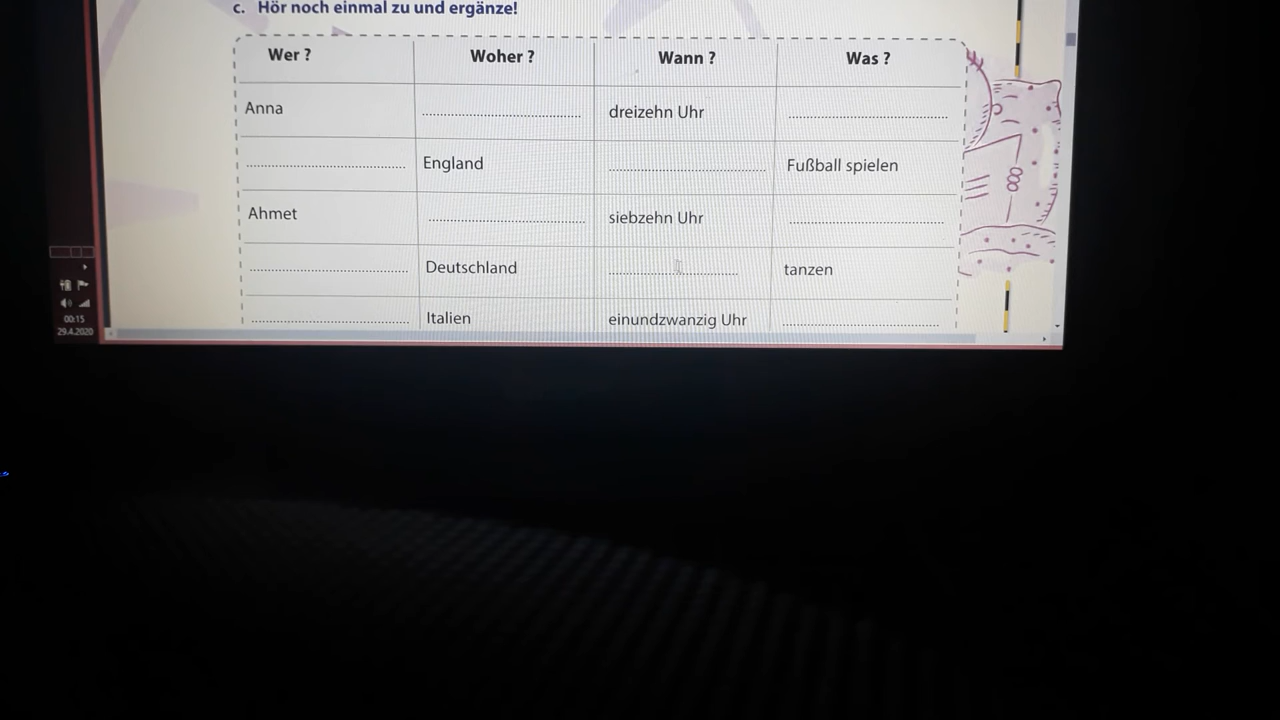 c. Hör noch einmal zu und ergänze!
Wer ? Woher ? Wann ? Was ?
Anna ........................ dreizehn Uhr ........................
........................ England ........................ Fußball spielen
Ahmet ........................ siebzehn Uhr ........................
........................ Deutschland ........................ tanzen
........................ Italien einundzwanzig Uhr ........................
00:15
29.4.2020